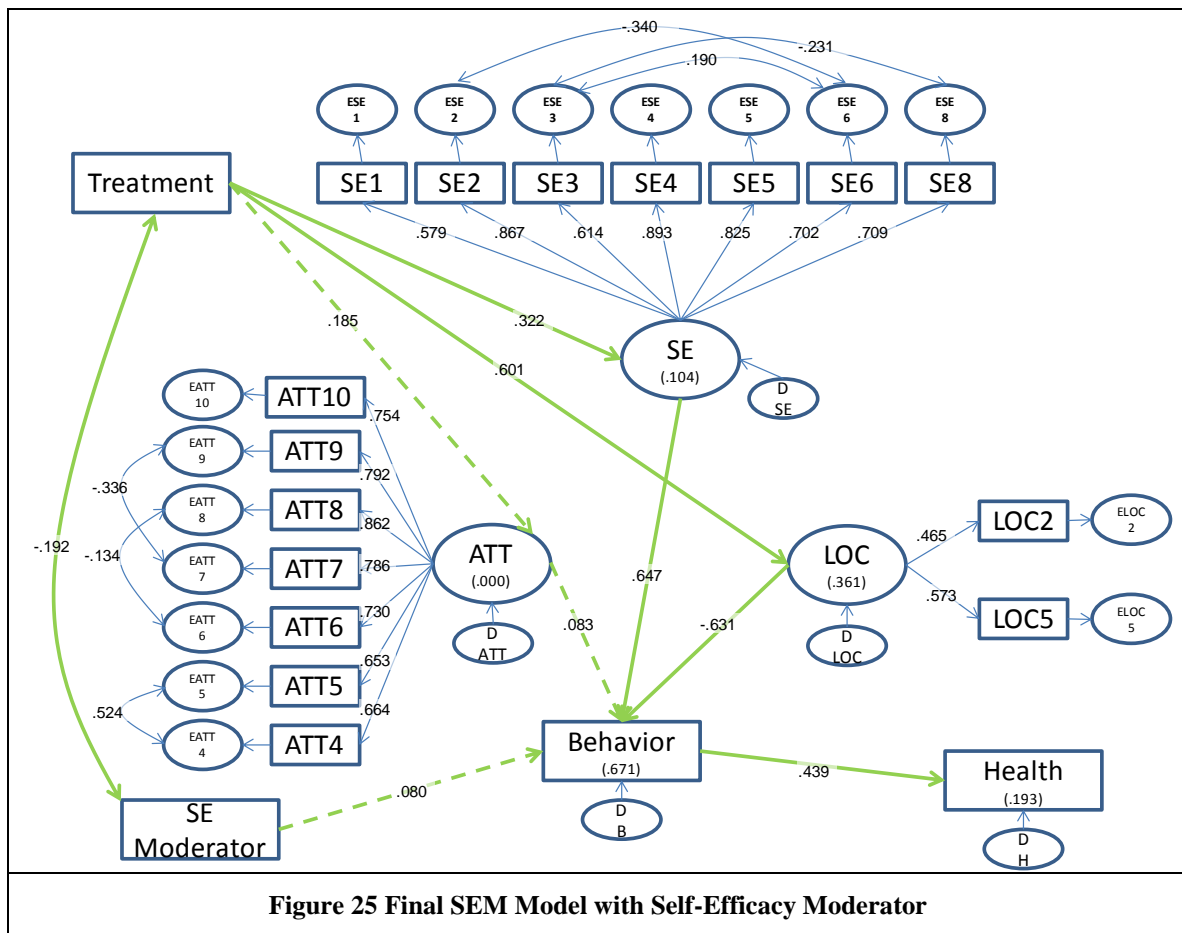 -.340
-.231
.190
ESE
1
ESE
2
ESE
3
ESE
4
ESE
5
ESE
6
ESE
8
Treatment
SE1
SE2
SE3
SE4
SE5
SE6
SE8
.579
.867
.614
.893
.825
.702
.709
.185
.322
.601
SE
(.104)
D
SE
EATT
10
ATT10
.754
EATT
9
ATT9
.792
-.336
EATT
8
ATT8
.862
-.134
EATT
7
ATT7
.786
EATT
6
ATT6
.730
EATT
5
ATT5
.653
.524
EATT
4
ATT4
.664
ATT
(.000)
D
ATT
-.192
.647
.083
-.631
LOC
(.361)
D
LOC
.465
LOC2
ELOC
2
.573
LOC5
ELOC
5
SE
Moderator
.080
Behavior
(.671)
D
B
.439
Health
(.193)
D
H
Figure 25 Final SEM Model with Self-Efficacy Moderator